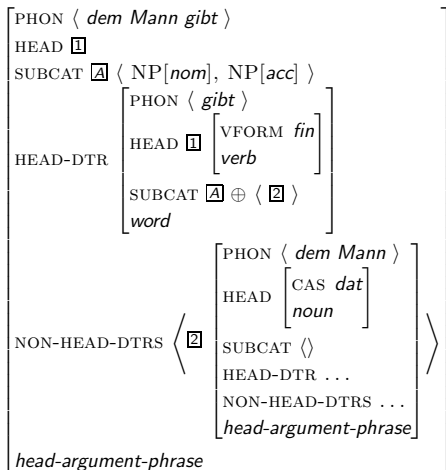 PHON ⟨ dem Mann gibt ⟩
HEAD 1
SUBCAT A ⟨ NP[nom], NP[acc] ⟩
HEAD-DTR
PHON ⟨ gibt ⟩
HEAD 1
VFORM fin
verb
SUBCAT A ⊕ ⟨ 2 ⟩
word
NON-HEAD-DTRS ⟨ 2
PHON ⟨ dem Mann ⟩
HEAD
CAS dat
noun
SUBCAT ⟨⟩
HEAD-DTR ...
NON-HEAD-DTRS ...
head-argument-phrase
⟩
head-argument-phrase